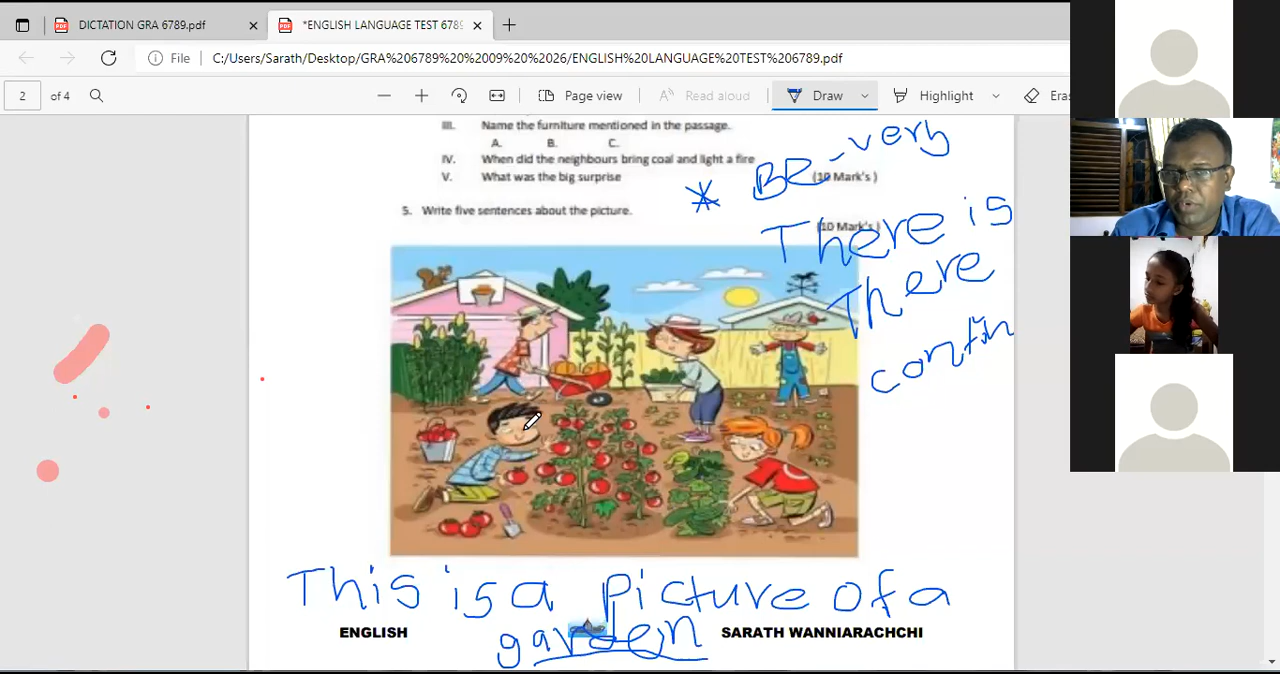 DICTATION GRA 6789.pdf
*ENGLISH LANGUAGE TEST 6789
File
C:/Users/Sarath/Desktop/GRA%206789%20%2009%20%2026/ENGLISH%20LANGUAGE%20TEST%206789.pdf
2 of 4
Page view
Read aloud
Draw
Highlight
Eras
III. Name the furniture mentioned in the passage.
A. B. C.
IV. When did the neighbours bring coal and light a fire
V. What was the big surprise (10 Mark's )
5. Write five sentences about the picture.
(10 Mark's )
* BE-very
There is
There
contin
This is a picture of a
garden
ENGLISH
SARATH WANNIARACHCHI